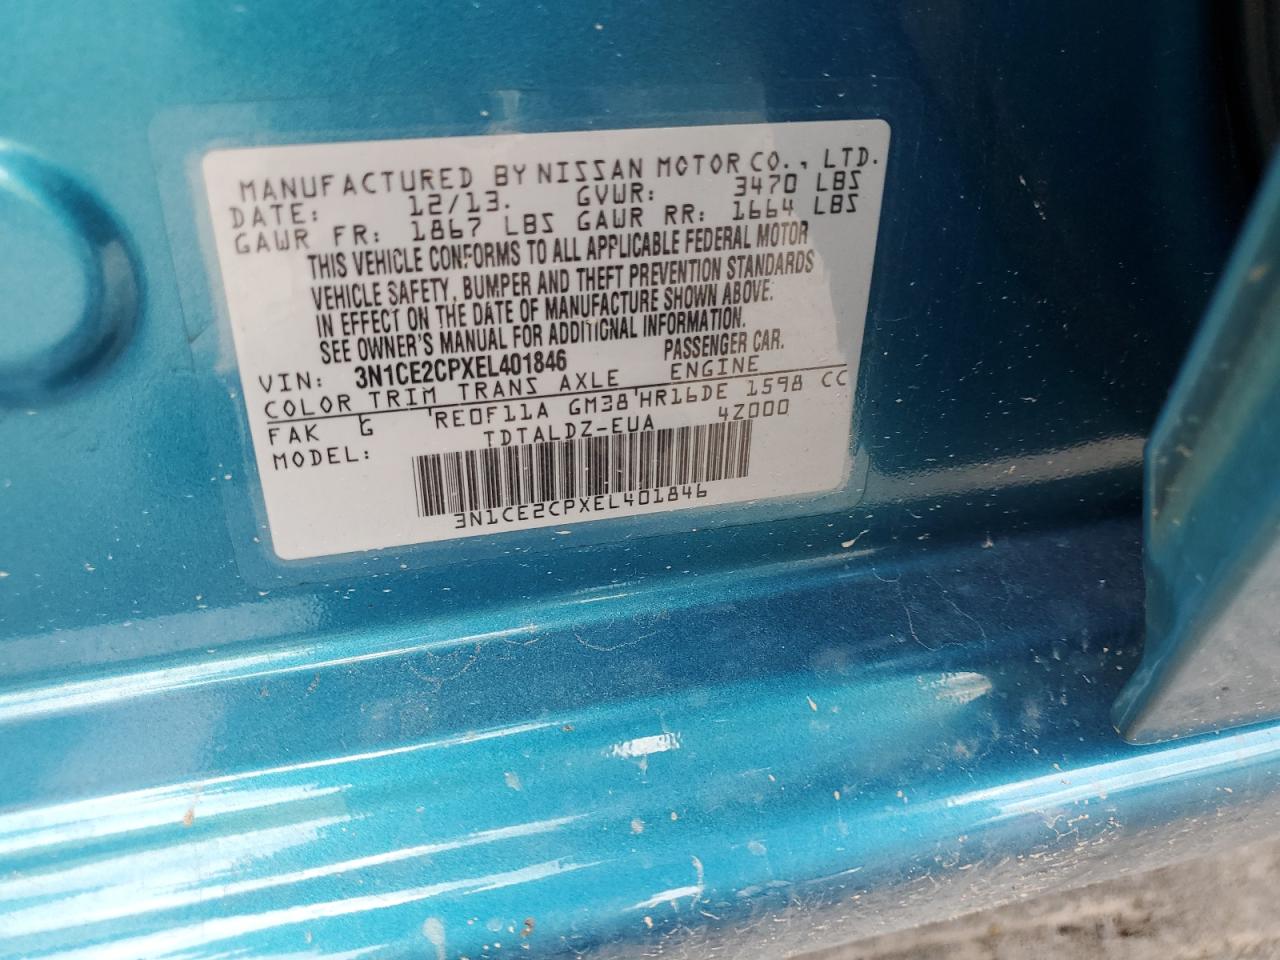 MANUFACTURED BY NISSAN MOTOR CO., LTD.
DATE: 12/13. GVWR: 3470 LBS
GAWR FR: 1867 LBS GAWR RR: 1664 LBS
THIS VEHICLE CONFORMS TO ALL APPLICABLE FEDERAL MOTOR
VEHICLE SAFETY, BUMPER AND THEFT PREVENTION STANDARDS
IN EFFECT ON THE DATE OF MANUFACTURE SHOWN ABOVE.
SEE OWNER'S MANUAL FOR ADDITIONAL INFORMATION.
VIN: 3N1CE2CPXEL401846 PASSENGER CAR.
COLOR TRIM TRANS AXLE ENGINE
FAK G RE0F11A GM38 HR16DE 1598 CC
MODEL: TDTALDZ-EUA 4Z000
3N1CE2CPXEL401846